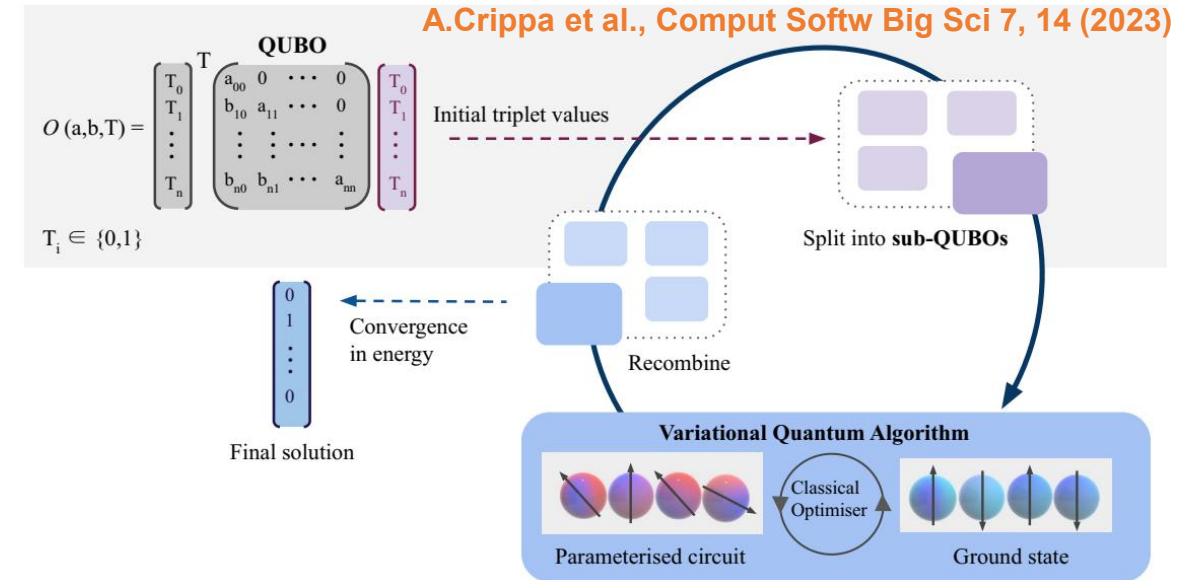 A.Crippa et al., Comput Softw Big Sci 7, 14 (2023)
QUBO
O (a,b,T) =
T₀
T₁
⋮
Tₙ
T
a₀₀ 0 ··· 0
b₁₀ a₁₁ ··· 0
⋮ ⋮ ··· ⋮
bₙ₀ bₙ₁ ··· aₙₙ
T₀
T₁
⋮
Tₙ
Tᵢ ∈ {0,1}
Initial triplet values
Split into sub-QUBOs
Recombine
Convergence
in energy
0
1
⋮
0
Final solution
Variational Quantum Algorithm
Classical
Optimiser
Parameterised circuit
Ground state